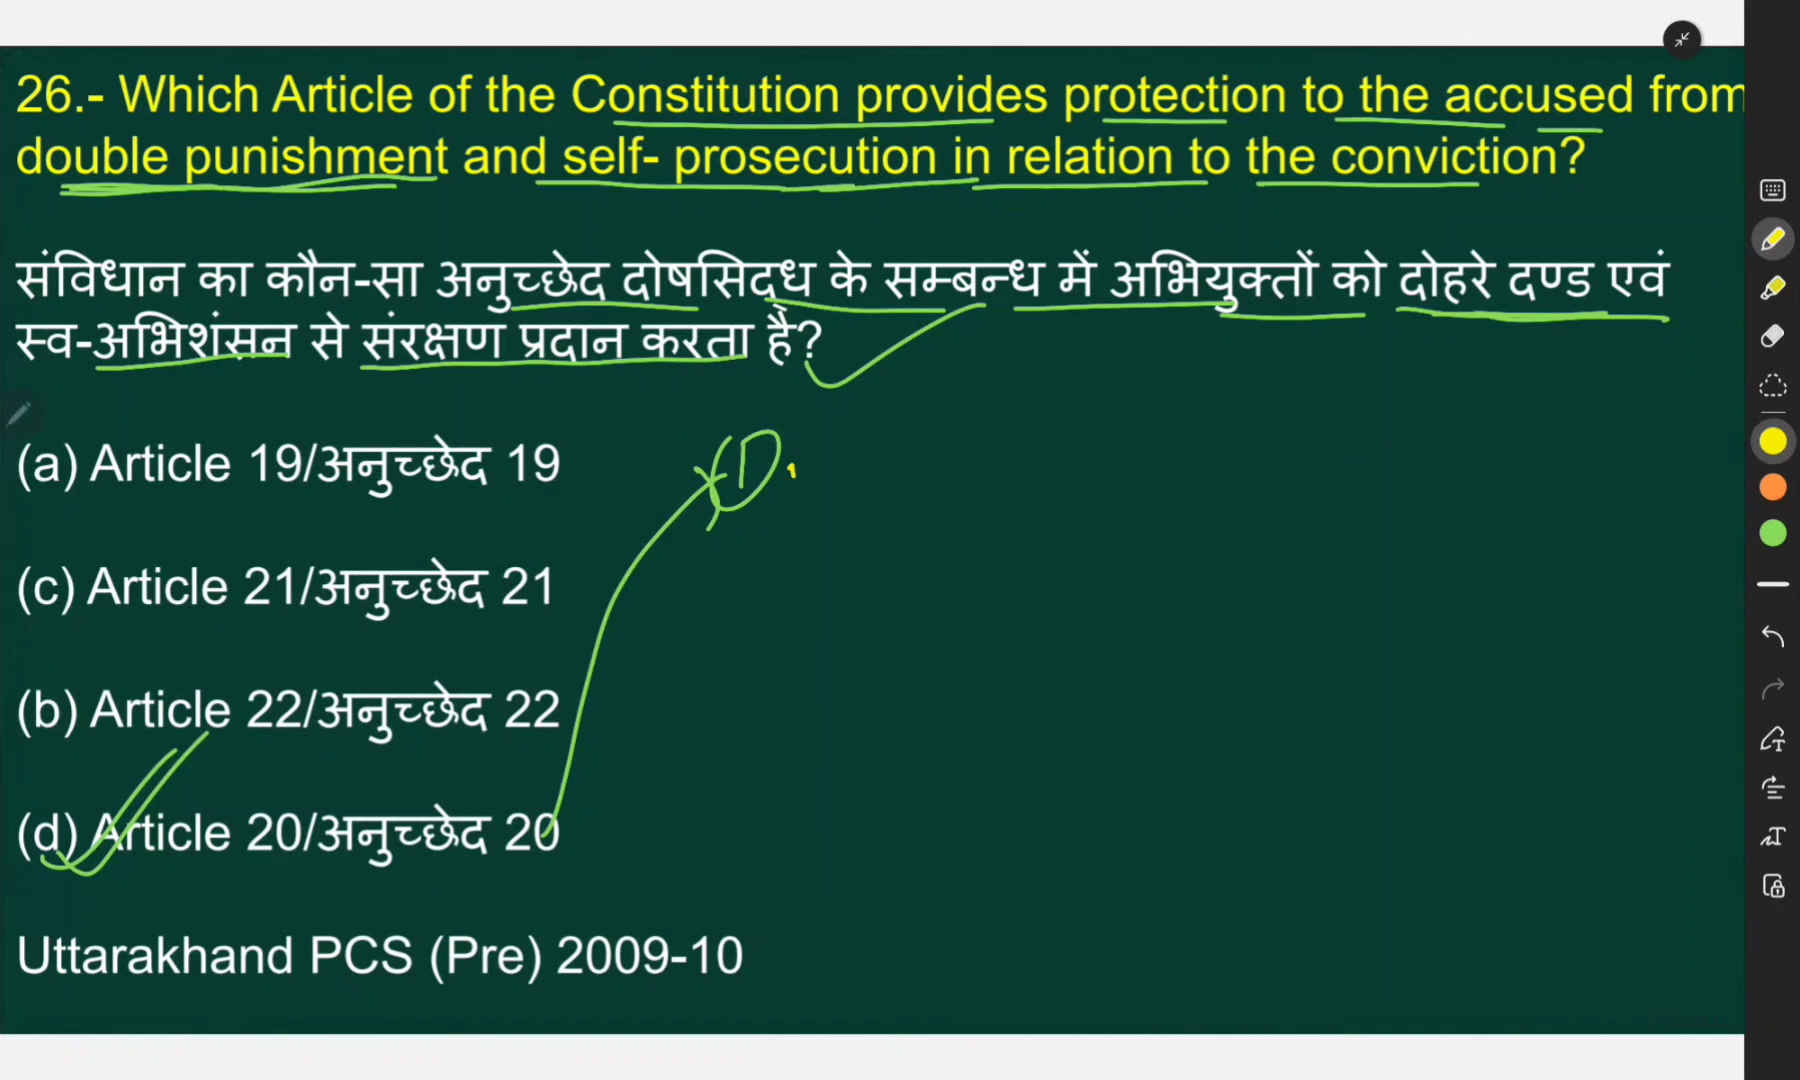 26.- Which Article of the Constitution provides protection to the accused from
double punishment and self- prosecution in relation to the conviction?
संविधान का कौन-सा अनुच्छेद दोषसिद्ध के सम्बन्ध में अभियुक्तों को दोहरे दण्ड एवं
स्व-अभिशंसन से संरक्षण प्रदान करता है?
(a) Article 19/अनुच्छेद 19
D
(c) Article 21/अनुच्छेद 21
(b) Article 22/अनुच्छेद 22
(d) Article 20/अनुच्छेद 20
Uttarakhand PCS (Pre) 2009-10